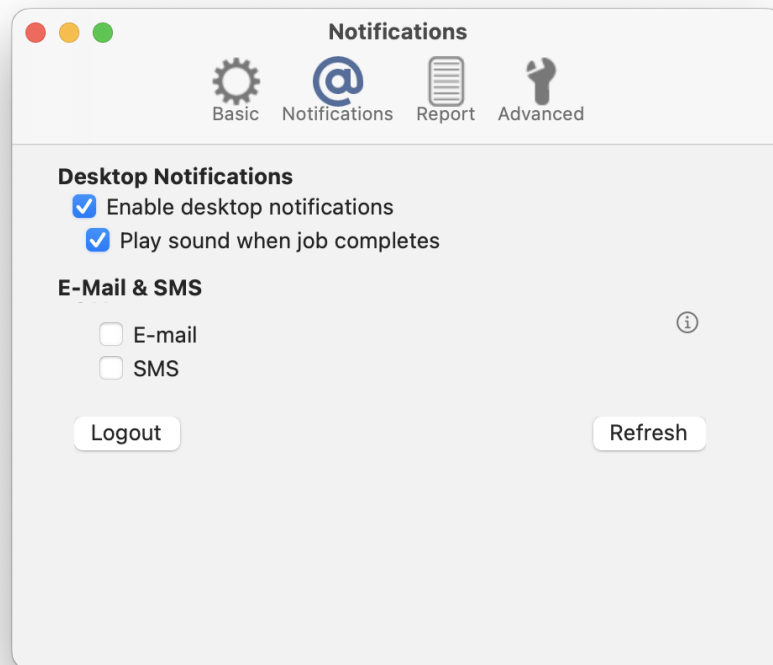 Notifications
Basic Notifications Report Advanced
Desktop Notifications
Enable desktop notifications
Play sound when job completes
E-Mail & SMS
E-mail
SMS
Logout Refresh